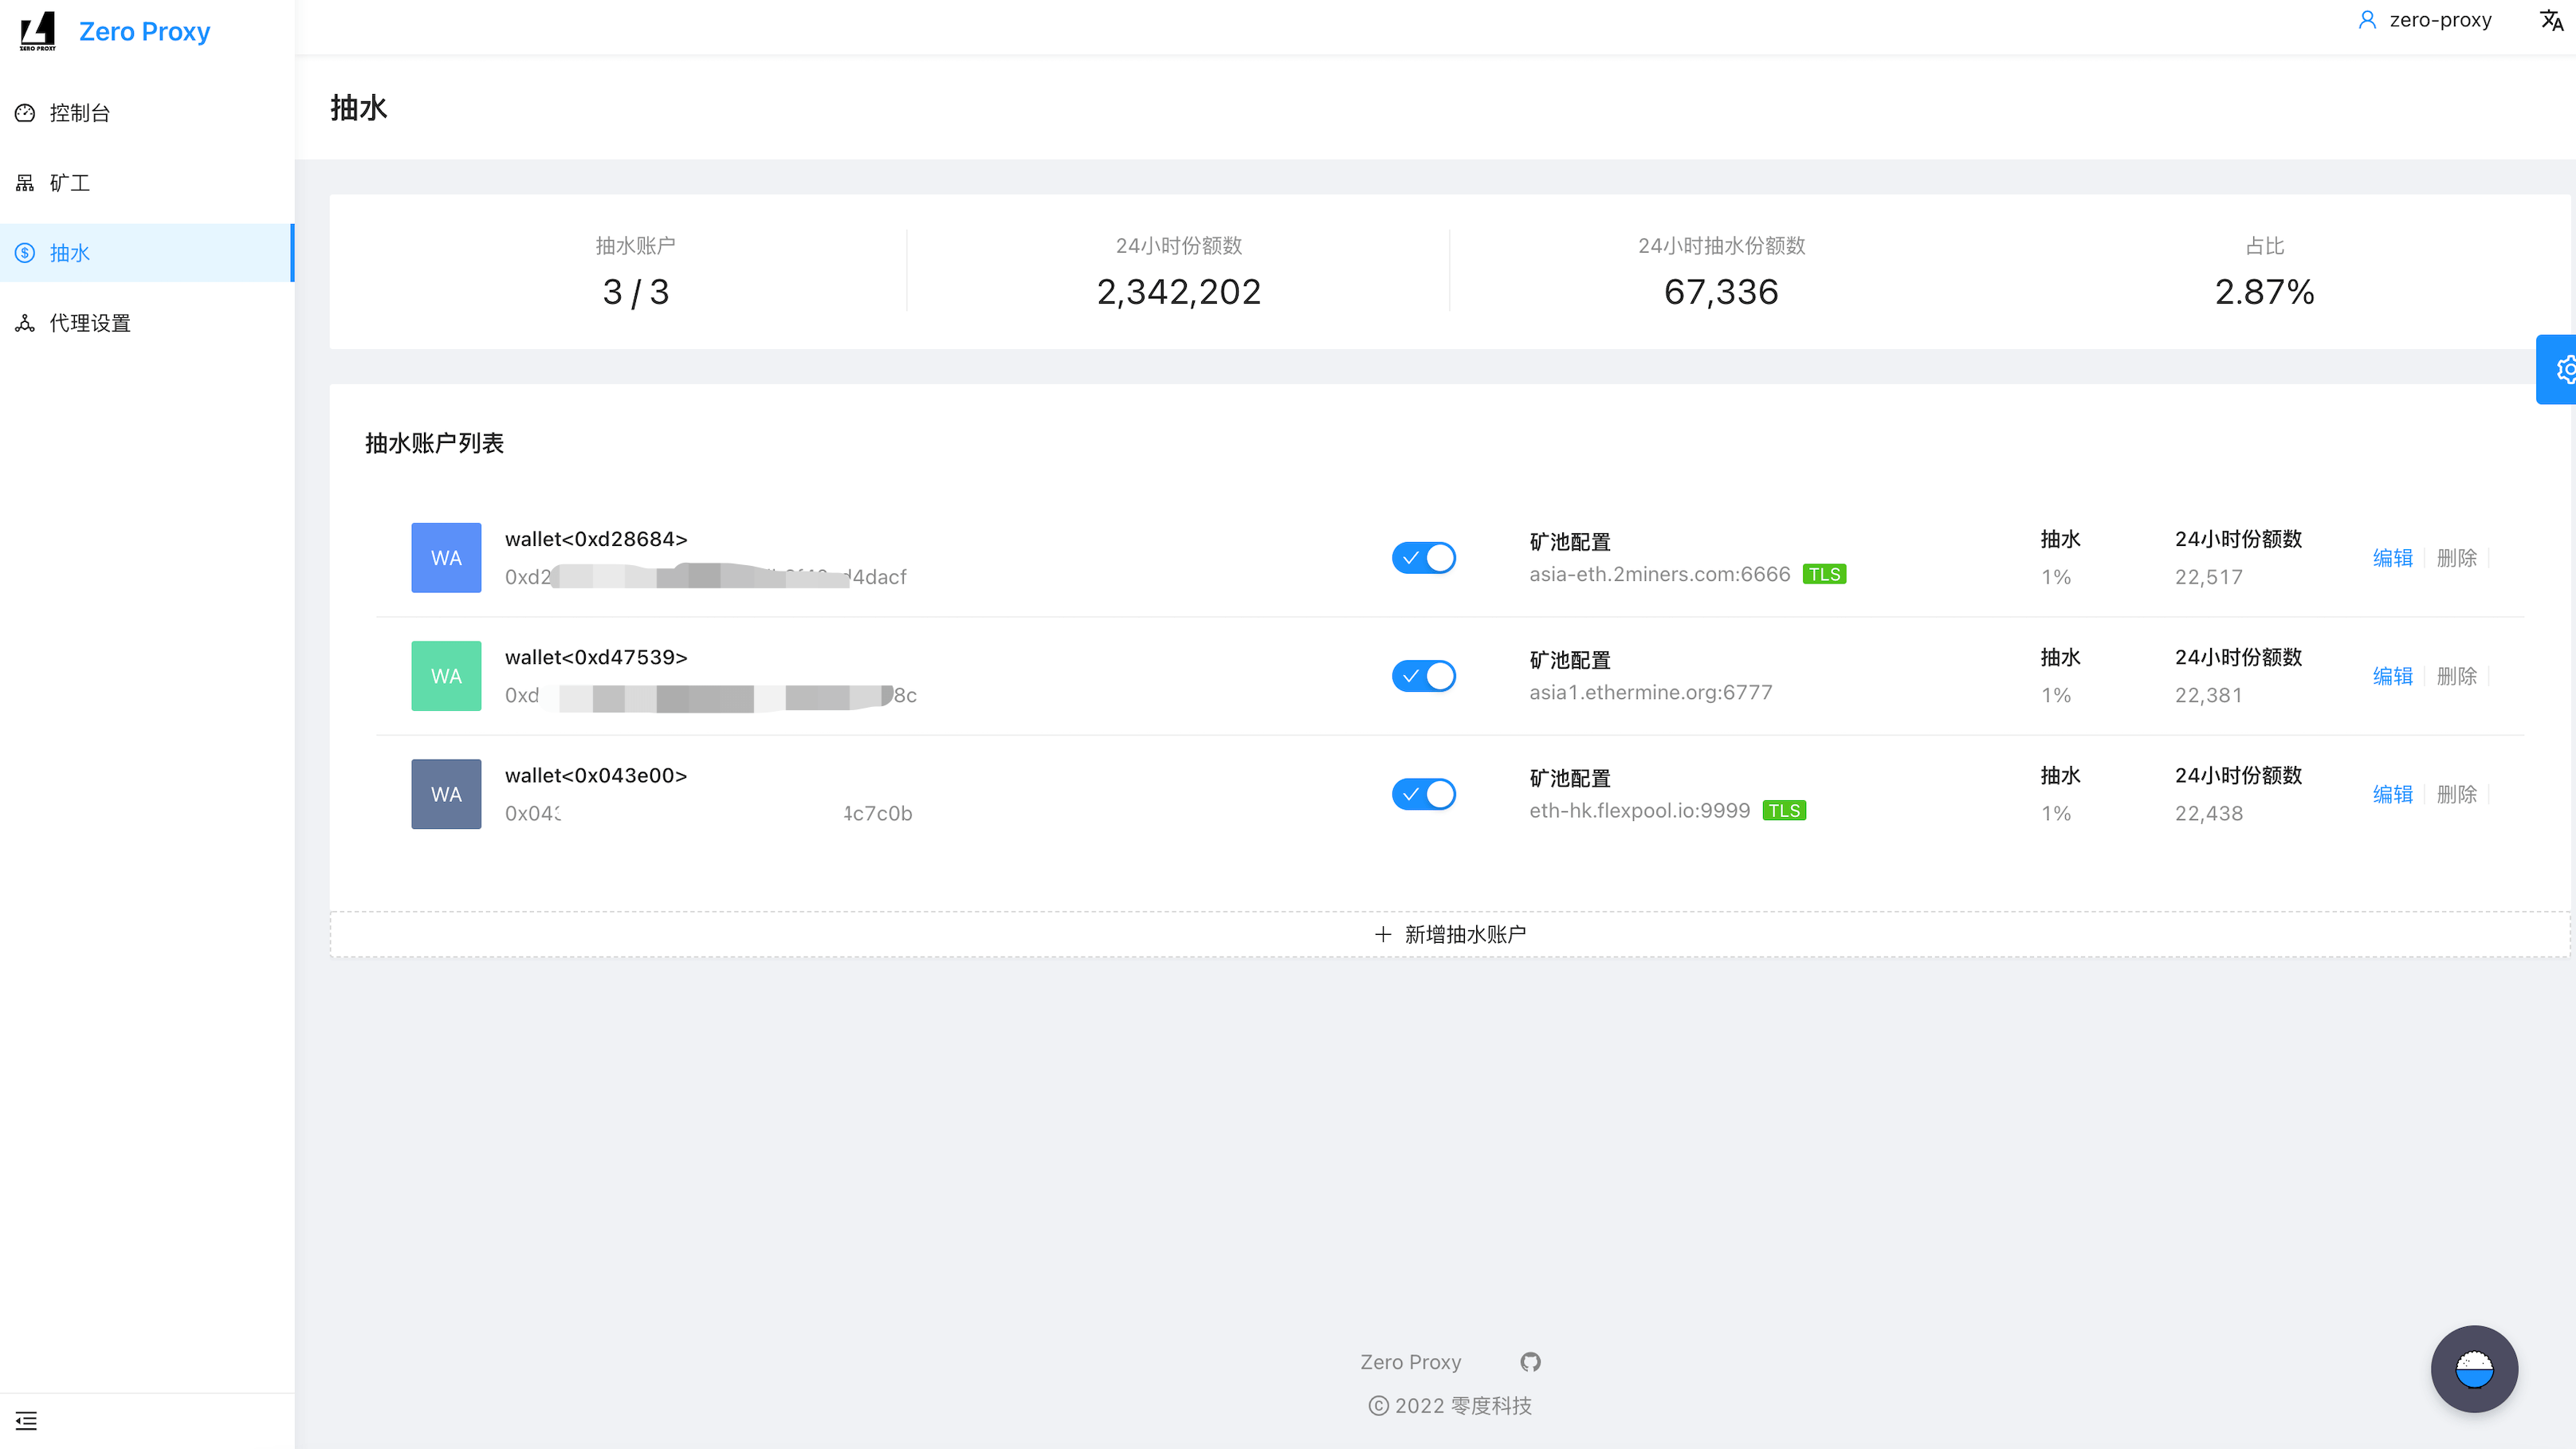 ZERO PROXY
Zero Proxy
zero-proxy
控制台
矿工
抽水
代理设置
抽水
抽水账户
3 / 3
24小时份额数
2,342,202
24小时抽水份额数
67,336
占比
2.87%
抽水账户列表
WA
wallet<0xd28684>
0xd2 d4dacf
矿池配置
asia-eth.2miners.com:6666 TLS
抽水
1%
24小时份额数
22,517
编辑 删除
WA
wallet<0xd47539>
0xd 8c
矿池配置
asia1.ethermine.org:6777
抽水
1%
24小时份额数
22,381
编辑 删除
WA
wallet<0x043e00>
0x043 4c7c0b
矿池配置
eth-hk.flexpool.io:9999 TLS
抽水
1%
24小时份额数
22,438
编辑 删除
+ 新增抽水账户
Zero Proxy
© 2022 零度科技